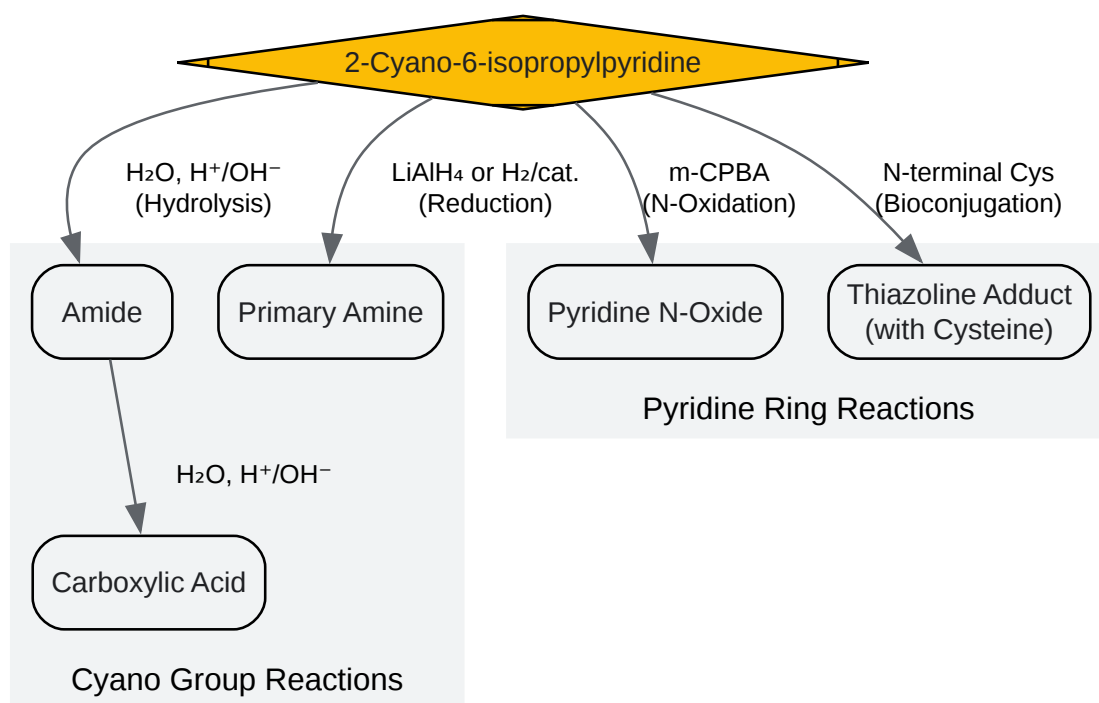 2-Cyano-6-isopropylpyridine
H₂O, H⁺/OH⁻
(Hydrolysis)
LiAlH₄ or H₂/cat.
(Reduction)
m-CPBA
(N-Oxidation)
N-terminal Cys
(Bioconjugation)
Amide
Primary Amine
Pyridine N-Oxide
Thiazoline Adduct
(with Cysteine)
Pyridine Ring Reactions
H₂O, H⁺/OH⁻
Carboxylic Acid
Cyano Group Reactions